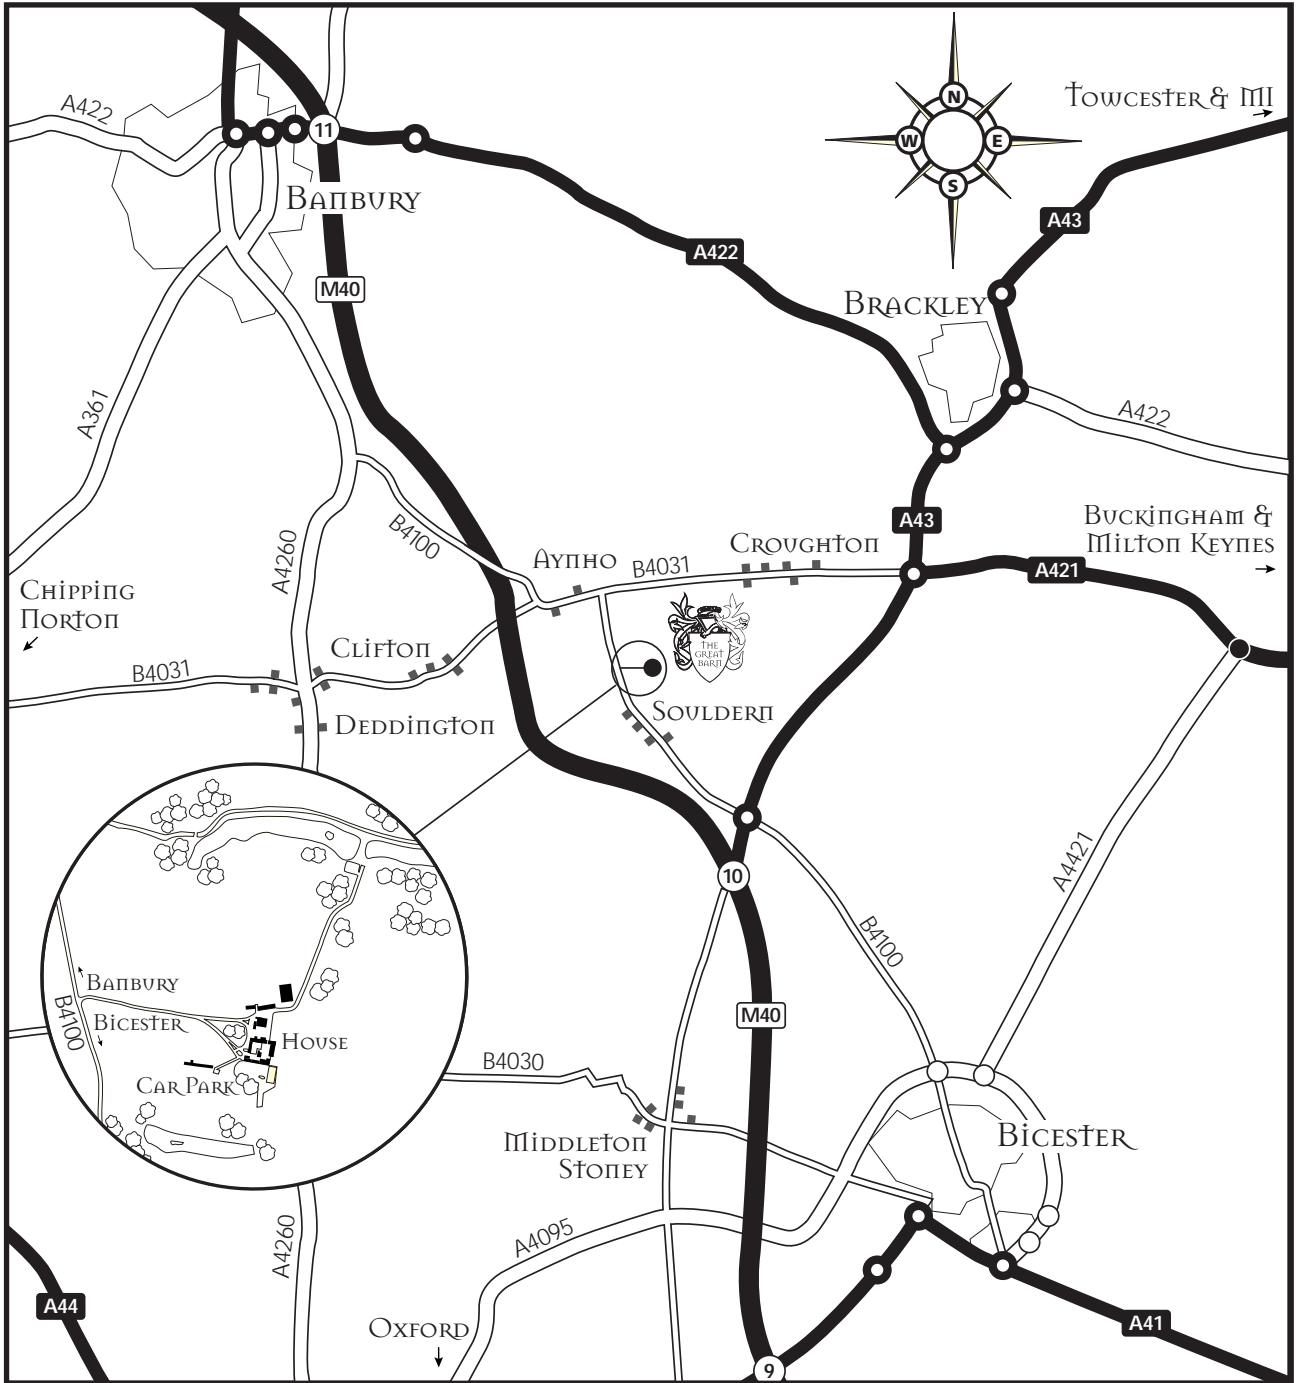 A422
11
BANBURY
M40
N
W
E
S
TOWCESTER & M1
A43
A422
BRACKLEY
A422
A361
A4260
B4100
A43
BUCKINGHAM &
MILTON KEYNES
AYNHO
B4031
CROUGHTON
A421
CHIPPING
NORTON
THE
GREAT
BARN
CLIFTON
B4031
DEDDINGTON
SOULDERN
A4421
10
B4100
BANBURY
B4100
BICESTER
HOUSE
CAR PARK
M40
B4030
MIDDLETON
STONEY
BICESTER
A4260
A4095
A44
OXFORD
A41
9